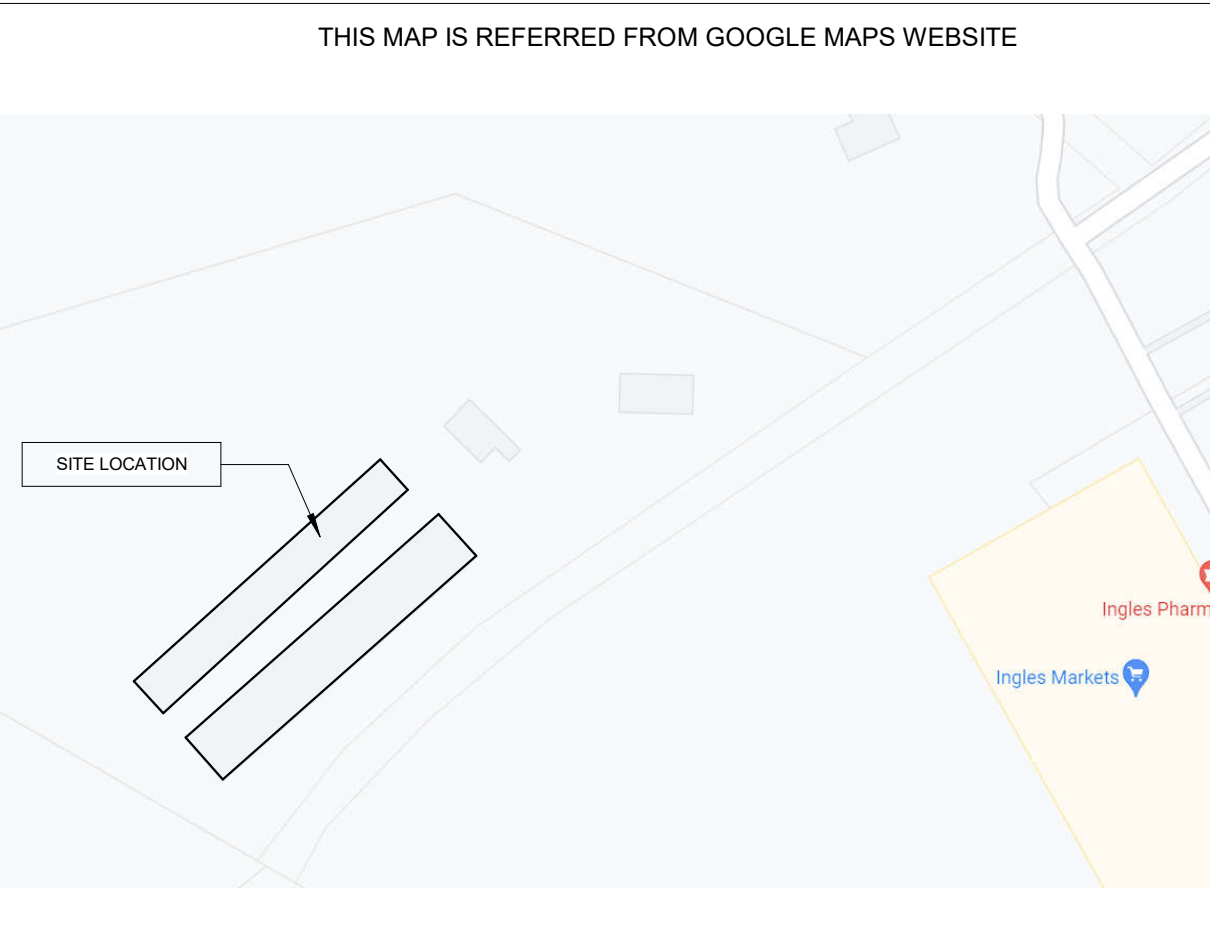 THIS MAP IS REFERRED FROM GOOGLE MAPS WEBSITE
SITE LOCATION
Ingles Pharm
Ingles Markets